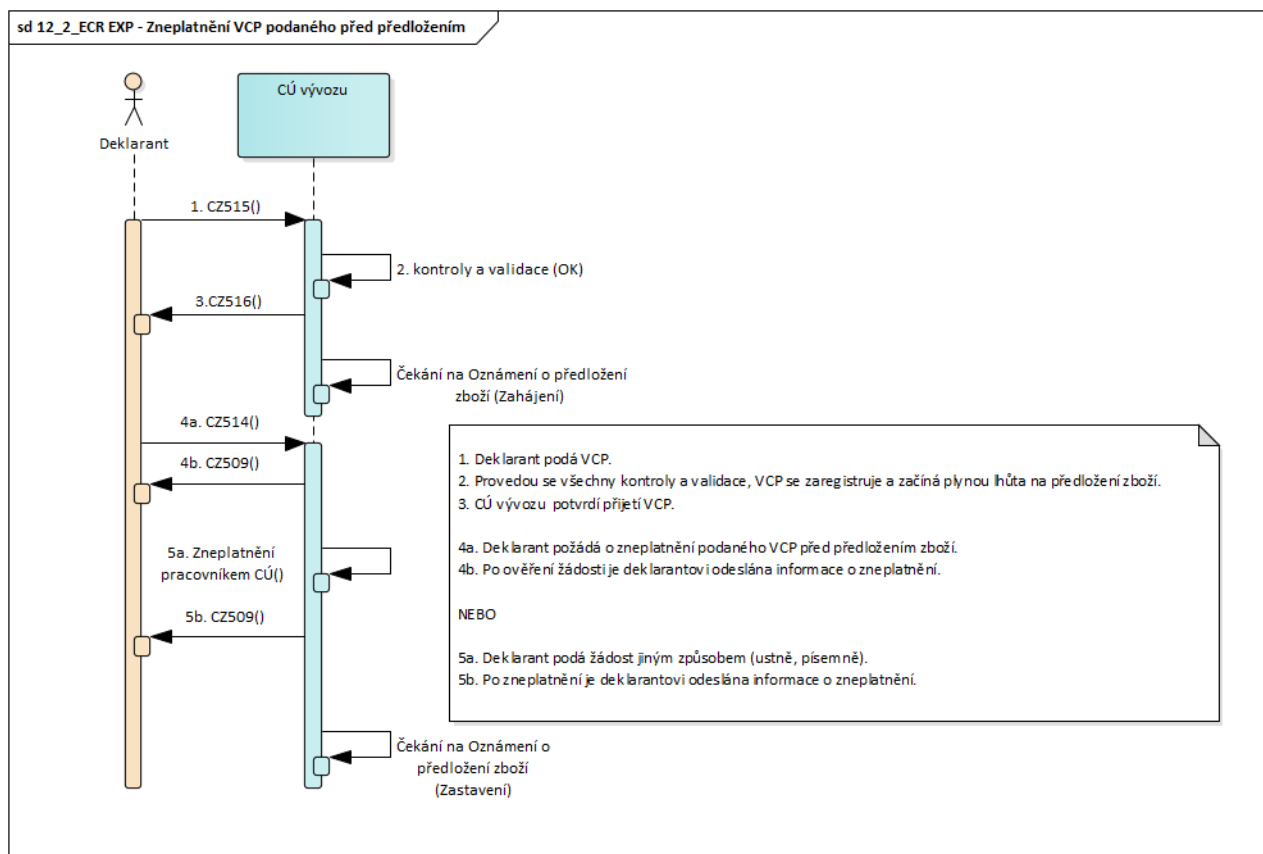 sd 12_2_ECR EXP - Zneplatnění VCP podaného před předložením
CÚ vývozu
Deklarant
1. CZ515()
2. kontroly a validace (OK)
3.CZ516()
Čekání na Oznámení o předložení
zboží (Zahájení)
4a. CZ514()
4b. CZ509()
5a. Zneplatnění
pracovníkem CÚ()
5b. CZ509()
Čekání na Oznámení o
předložení zboží
(Zastavení)
1. Deklarant podá VCP.
2. Provedou se všechny kontroly a validace, VCP se zaregistruje a začíná plynou lhůta na předložení zboží.
3. CÚ vývozu potvrdí přijetí VCP.
4a. Deklarant požádá o zneplatnění podaného VCP před předložením zboží.
4b. Po ověření žádosti je deklarantovi odeslána informace o zneplatnění.
NEBO
5a. Deklarant podá žádost jiným způsobem (ustně, písemně).
5b. Po zneplatnění je deklarantovi odeslána informace o zneplatnění.